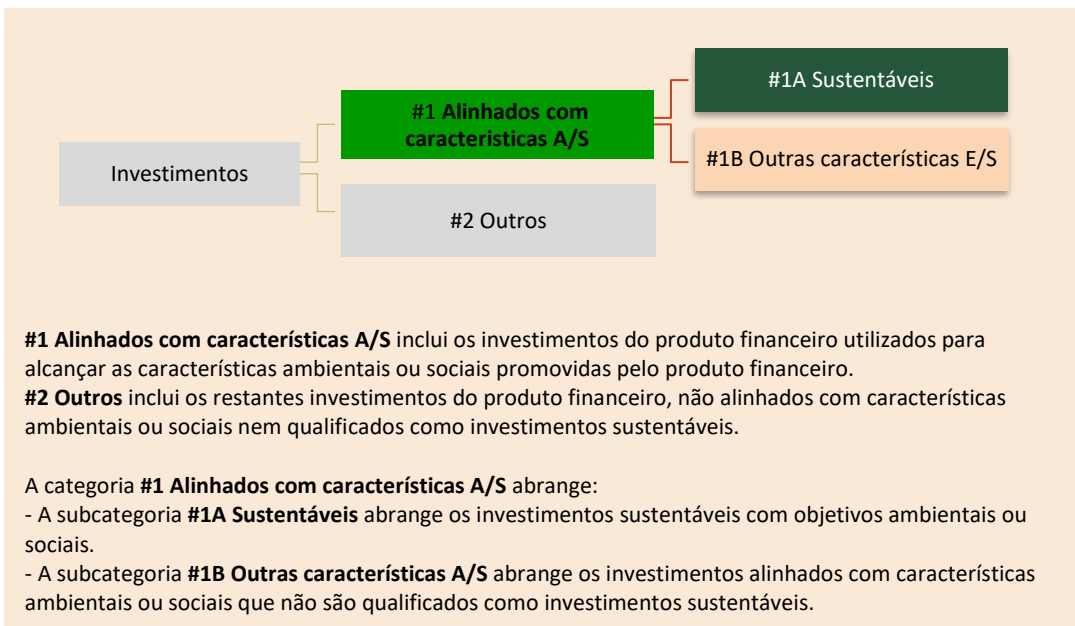 #1A Sustentáveis
#1 Alinhados com
caracteristicas A/S
#1B Outras características E/S
Investimentos
#2 Outros
#1 Alinhados com características A/S inclui os investimentos do produto financeiro utilizados para
alcançar as características ambientais ou sociais promovidas pelo produto financeiro.
#2 Outros inclui os restantes investimentos do produto financeiro, não alinhados com características
ambientais ou sociais nem qualificados como investimentos sustentáveis.
A categoria #1 Alinhados com características A/S abrange:
- A subcategoria #1A Sustentáveis abrange os investimentos sustentáveis com objetivos ambientais ou
sociais.
- A subcategoria #1B Outras características A/S abrange os investimentos alinhados com características
ambientais ou sociais que não são qualificados como investimentos sustentáveis.